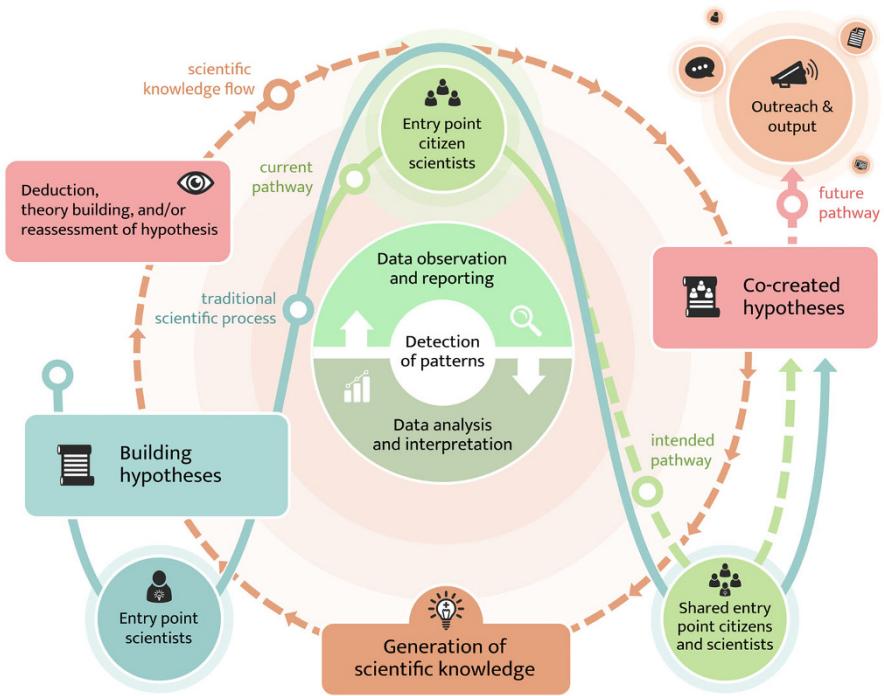 scientific
knowledge flow
Entry point
citizen
scientists
Outreach &
output
current
pathway
Deduction,
theory building, and/or
reassessment of hypothesis
future
pathway
Data observation
and reporting
traditional
scientific process
Co-created
hypotheses
Detection
of patterns
Data analysis
and interpretation
Building
hypotheses
intended
pathway
Entry point
scientists
Generation of
scientific knowledge
Shared entry
point citizens
and scientists